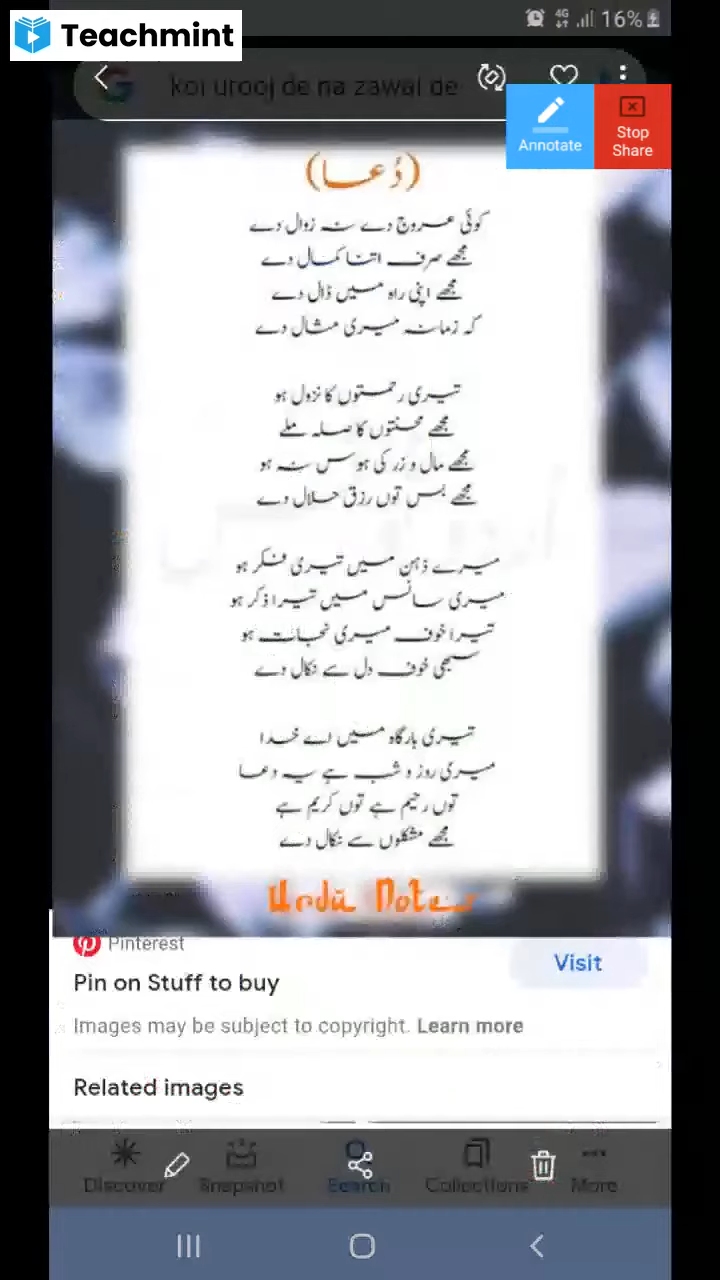 4G 16%
Teachmint
koi urooj de na zawal de
Annotate
Stop Share
(دُعا)
کوئی عروج دے نہ زوال دے
مجھے صرف اتنا کمال دے
مجھے اپنی راہ میں ڈال دے
کہ زمانہ میری مثال دے
تیری رحمتوں کا نزول ہو
مجھے محنتوں کا صلہ ملے
مجھے مال و زر کی ہوس نہ ہو
مجھے بس توں رزق حلال دے
میرے ذہن میں تیری فکر ہو
میری سانس میں تیرا ذکر ہو
تیرا خوف میری نجات ہو
سبھی خوف دل سے نکال دے
تیری بارگاہ میں اے خدا
میری روز و شب ہے یہ دعا
توں رحیم ہے توں کریم ہے
مجھے مشکلوں سے نکال دے
Urdu Notes
Pinterest
Visit
Pin on Stuff to buy
Images may be subject to copyright. Learn more
Related images
Discover Snapshot Search Collections More